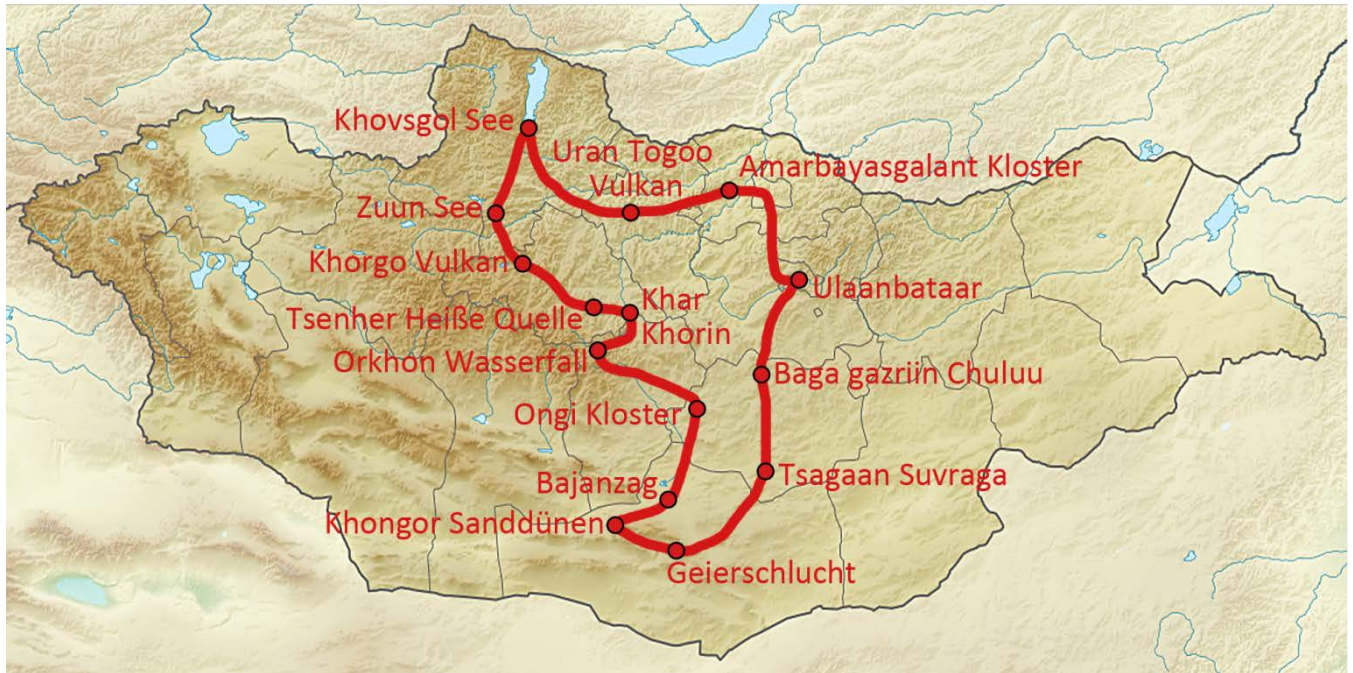 Khovsgol See
Uran Togoo
Vulkan
Amarbayasgalant Kloster
Zuun See
Khorgo Vulkan
Ulaanbataar
Khar
Khorin
Tsenher Heiße Quelle
Orkhon Wasserfall
Baga gazriin Chuluu
Ongi Kloster
Tsagaan Suvraga
Bajanzag
Khongor Sanddünen
Geierschlucht